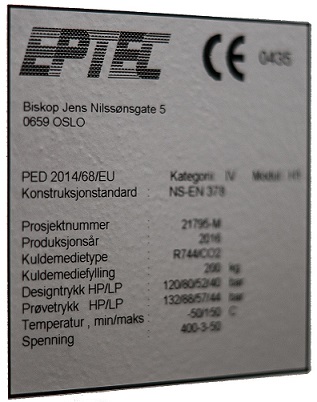 EPTEC CE 0435
Biskop Jens Nilssønsgate 5
0659 OSLO
PED 2014/68/EU Kategori: IV Modul: H1
Konstruksjonstandard : NS-EN 378
Prosjektnummer : 21795-M
Produksjonsår : 2016
Kuldemedietype : R744/CO2
Kuldemediefylling : 200 kg
Designtrykk HP/LP : 120/80/52/40 bar
Prøvetrykk HP/LP : 132/88/57/44 bar
Temperatur , min/maks : -50/150 C
Spenning : 400-3-50